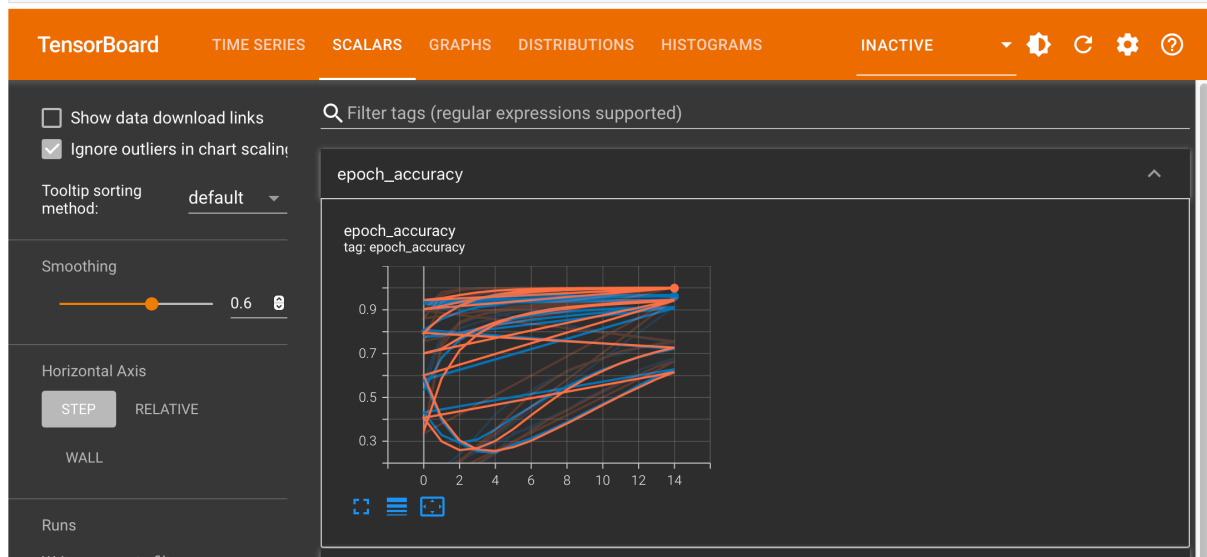 TensorBoard TIME SERIES SCALARS GRAPHS DISTRIBUTIONS HISTOGRAMS INACTIVE
Show data download links
Ignore outliers in chart scaling
Tooltip sorting
method:
default
Smoothing
0.6
Horizontal Axis
STEP RELATIVE
WALL
Runs
Filter tags (regular expressions supported)
epoch_accuracy
epoch_accuracy
tag: epoch_accuracy
0.9
0.7
0.5
0.3
0 2 4 6 8 10 12 14